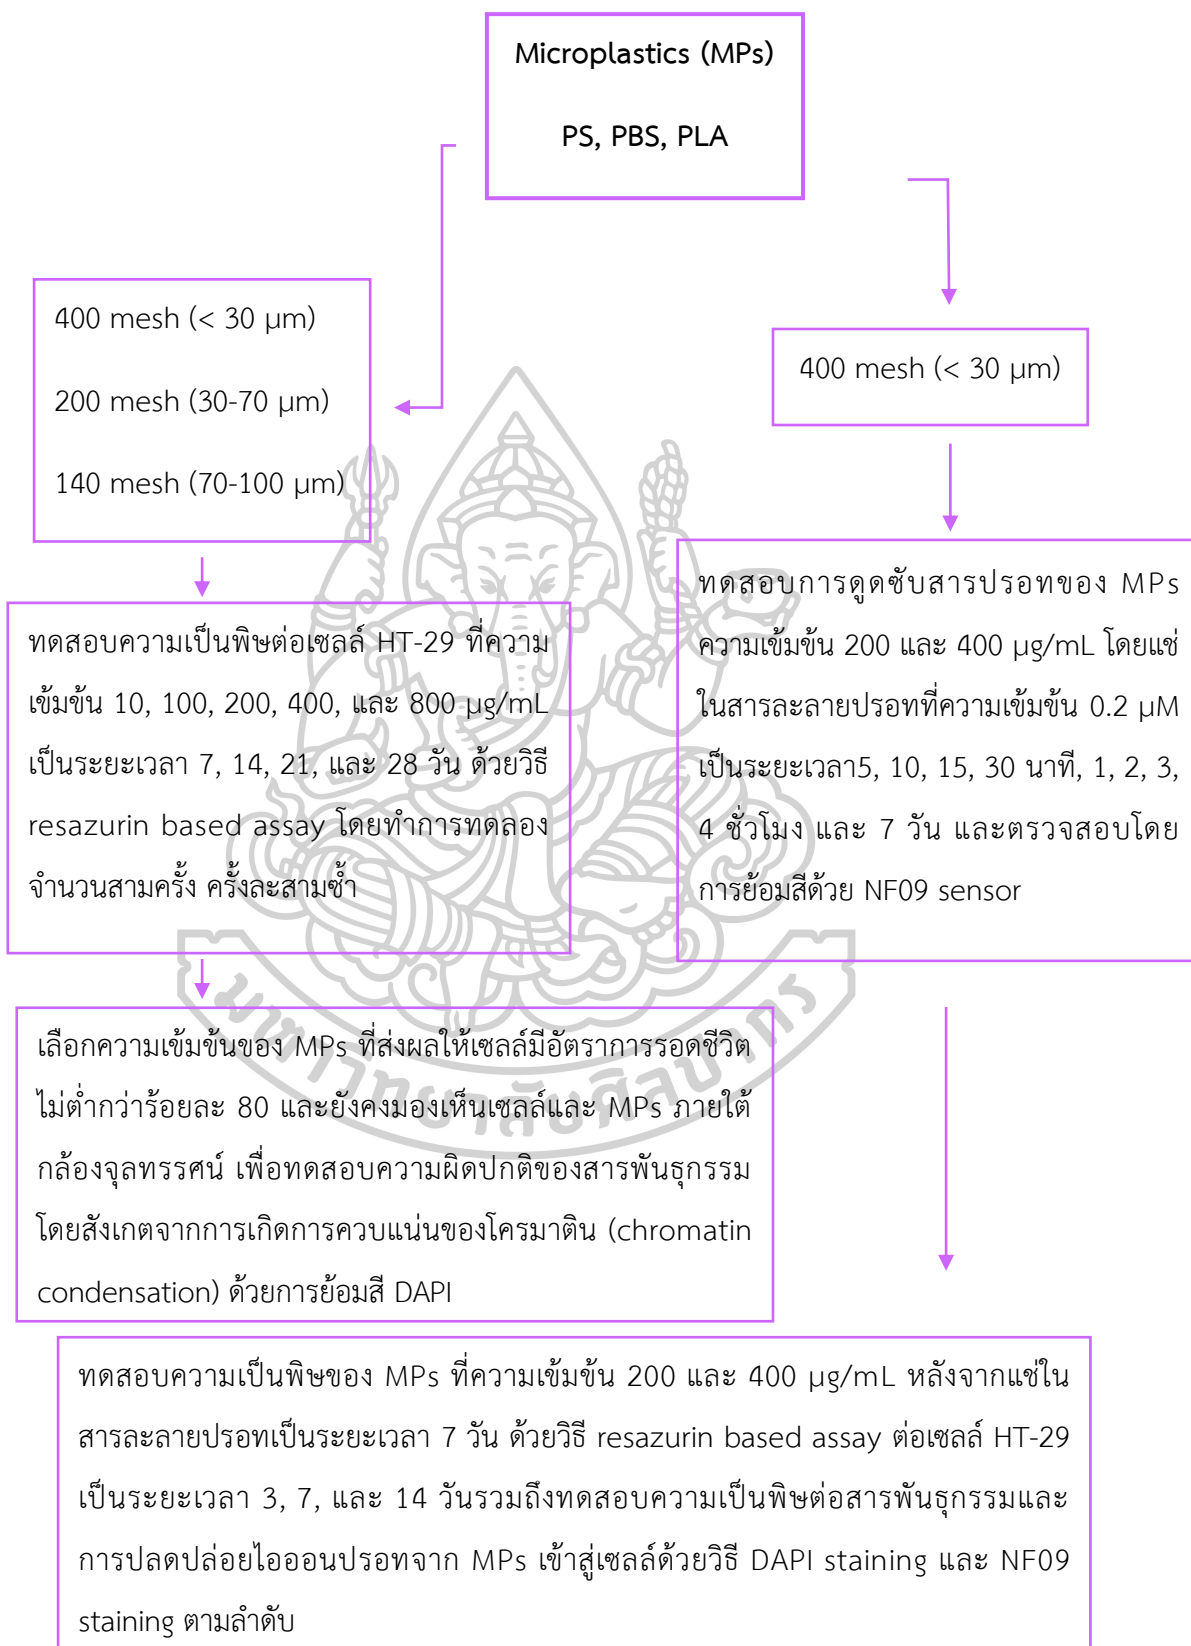 Microplastics (MPs)
PS, PBS, PLA
400 mesh (< 30 µm)
200 mesh (30-70 µm)
140 mesh (70-100 µm)
400 mesh (< 30 µm)
ทดสอบความเป็นพิษต่อเซลล์ HT-29 ที่ความ
เข้มข้น 10, 100, 200, 400, และ 800 µg/mL
เป็นระยะเวลา 7, 14, 21, และ 28 วัน ด้วยวิธี
resazurin based assay โดยทำการทดลอง
จำนวนสามครั้ง ครั้งละสามซ้ำ
ทดสอบการดูดซับสารปรอทของ MPs
ความเข้มข้น 200 และ 400 µg/mL โดยแช่
ในสารละลายปรอทที่ความเข้มข้น 0.2 µM
เป็นระยะเวลา5, 10, 15, 30 นาที, 1, 2, 3,
4 ชั่วโมง และ 7 วัน และตรวจสอบโดย
การย้อมสีด้วย NF09 sensor
เลือกความเข้มข้นของ MPs ที่ส่งผลให้เซลล์มีอัตราการรอดชีวิต
ไม่ต่ำกว่าร้อยละ 80 และยังคงมองเห็นเซลล์และ MPs ภายใต้
กล้องจุลทรรศน์ เพื่อทดสอบความผิดปกติของสารพันธุกรรม
โดยสังเกตจากการเกิดการควบแน่นของโครมาติน (chromatin
condensation) ด้วยการย้อมสี DAPI
มหาวิทยาลัยศิลปากร
ทดสอบความเป็นพิษของ MPs ที่ความเข้มข้น 200 และ 400 µg/mL หลังจากแช่ใน
สารละลายปรอทเป็นระยะเวลา 7 วัน ด้วยวิธี resazurin based assay ต่อเซลล์ HT-29
เป็นระยะเวลา 3, 7, และ 14 วันรวมถึงทดสอบความเป็นพิษต่อสารพันธุกรรมและ
การปลดปล่อยไอออนปรอทจาก MPs เข้าสู่เซลล์ด้วยวิธี DAPI staining และ NF09
staining ตามลำดับ